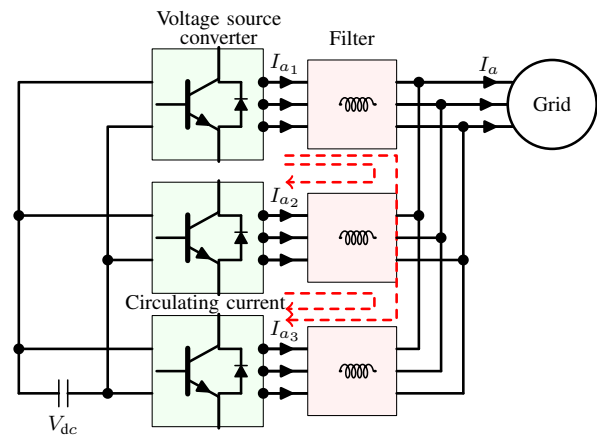 Voltage source
converter
Filter
I_{a_1}
I_a
Grid
I_{a_2}
Circulating current
I_{a_3}
V_{dc}